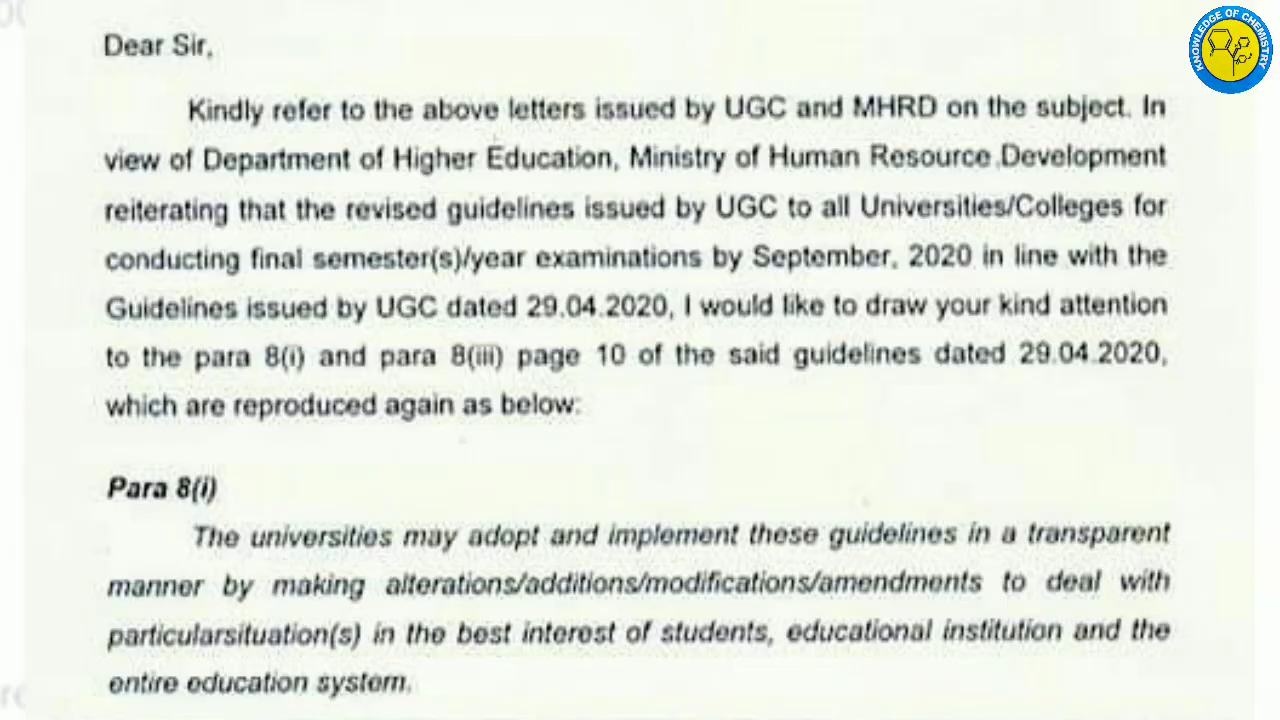 KNOWLEDGE OF CHEMISTRY
Dear Sir,
Kindly refer to the above letters issued by UGC and MHRD on the subject. In
view of Department of Higher Education, Ministry of Human Resource Development
reiterating that the revised guidelines issued by UGC to all Universities/Colleges for
conducting final semester(s)/year examinations by September, 2020 in line with the
Guidelines issued by UGC dated 29.04.2020, I would like to draw your kind attention
to the para 8(i) and para 8(iii) page 10 of the said guidelines dated 29.04.2020,
which are reproduced again as below:
Para 8(i)
The universities may adopt and implement these guidelines in a transparent
manner by making alterations/additions/modifications/amendments to deal with
particularsituation(s) in the best interest of students, educational institution and the
entire education system.